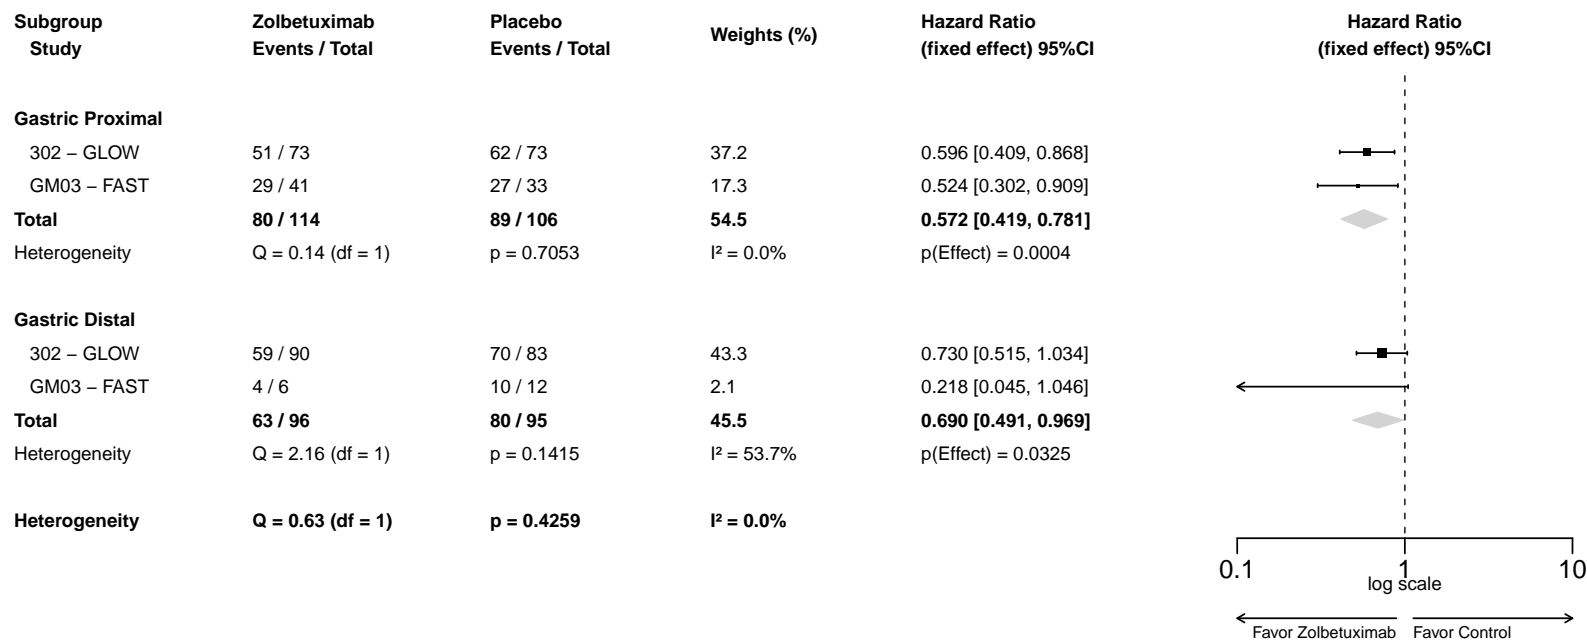 Subgroup Zolbetuximab Placebo Weights (%) Hazard Ratio Hazard Ratio
Study Events / Total Events / Total (fixed effect) 95%CI (fixed effect) 95%CI
Gastric Proximal
302 – GLOW 51 / 73 62 / 73 37.2 0.596 [0.409, 0.868]
GM03 – FAST 29 / 41 27 / 33 17.3 0.524 [0.302, 0.909]
Total 80 / 114 89 / 106 54.5 0.572 [0.419, 0.781]
Heterogeneity Q = 0.14 (df = 1) p = 0.7053 I² = 0.0% p(Effect) = 0.0004
Gastric Distal
302 – GLOW 59 / 90 70 / 83 43.3 0.730 [0.515, 1.034]
GM03 – FAST 4 / 6 10 / 12 2.1 0.218 [0.045, 1.046]
Total 63 / 96 80 / 95 45.5 0.690 [0.491, 0.969]
Heterogeneity Q = 2.16 (df = 1) p = 0.1415 I² = 53.7% p(Effect) = 0.0325
Heterogeneity Q = 0.63 (df = 1) p = 0.4259 I² = 0.0%
0.1 1 10
log scale
Favor Zolbetuximab Favor Control